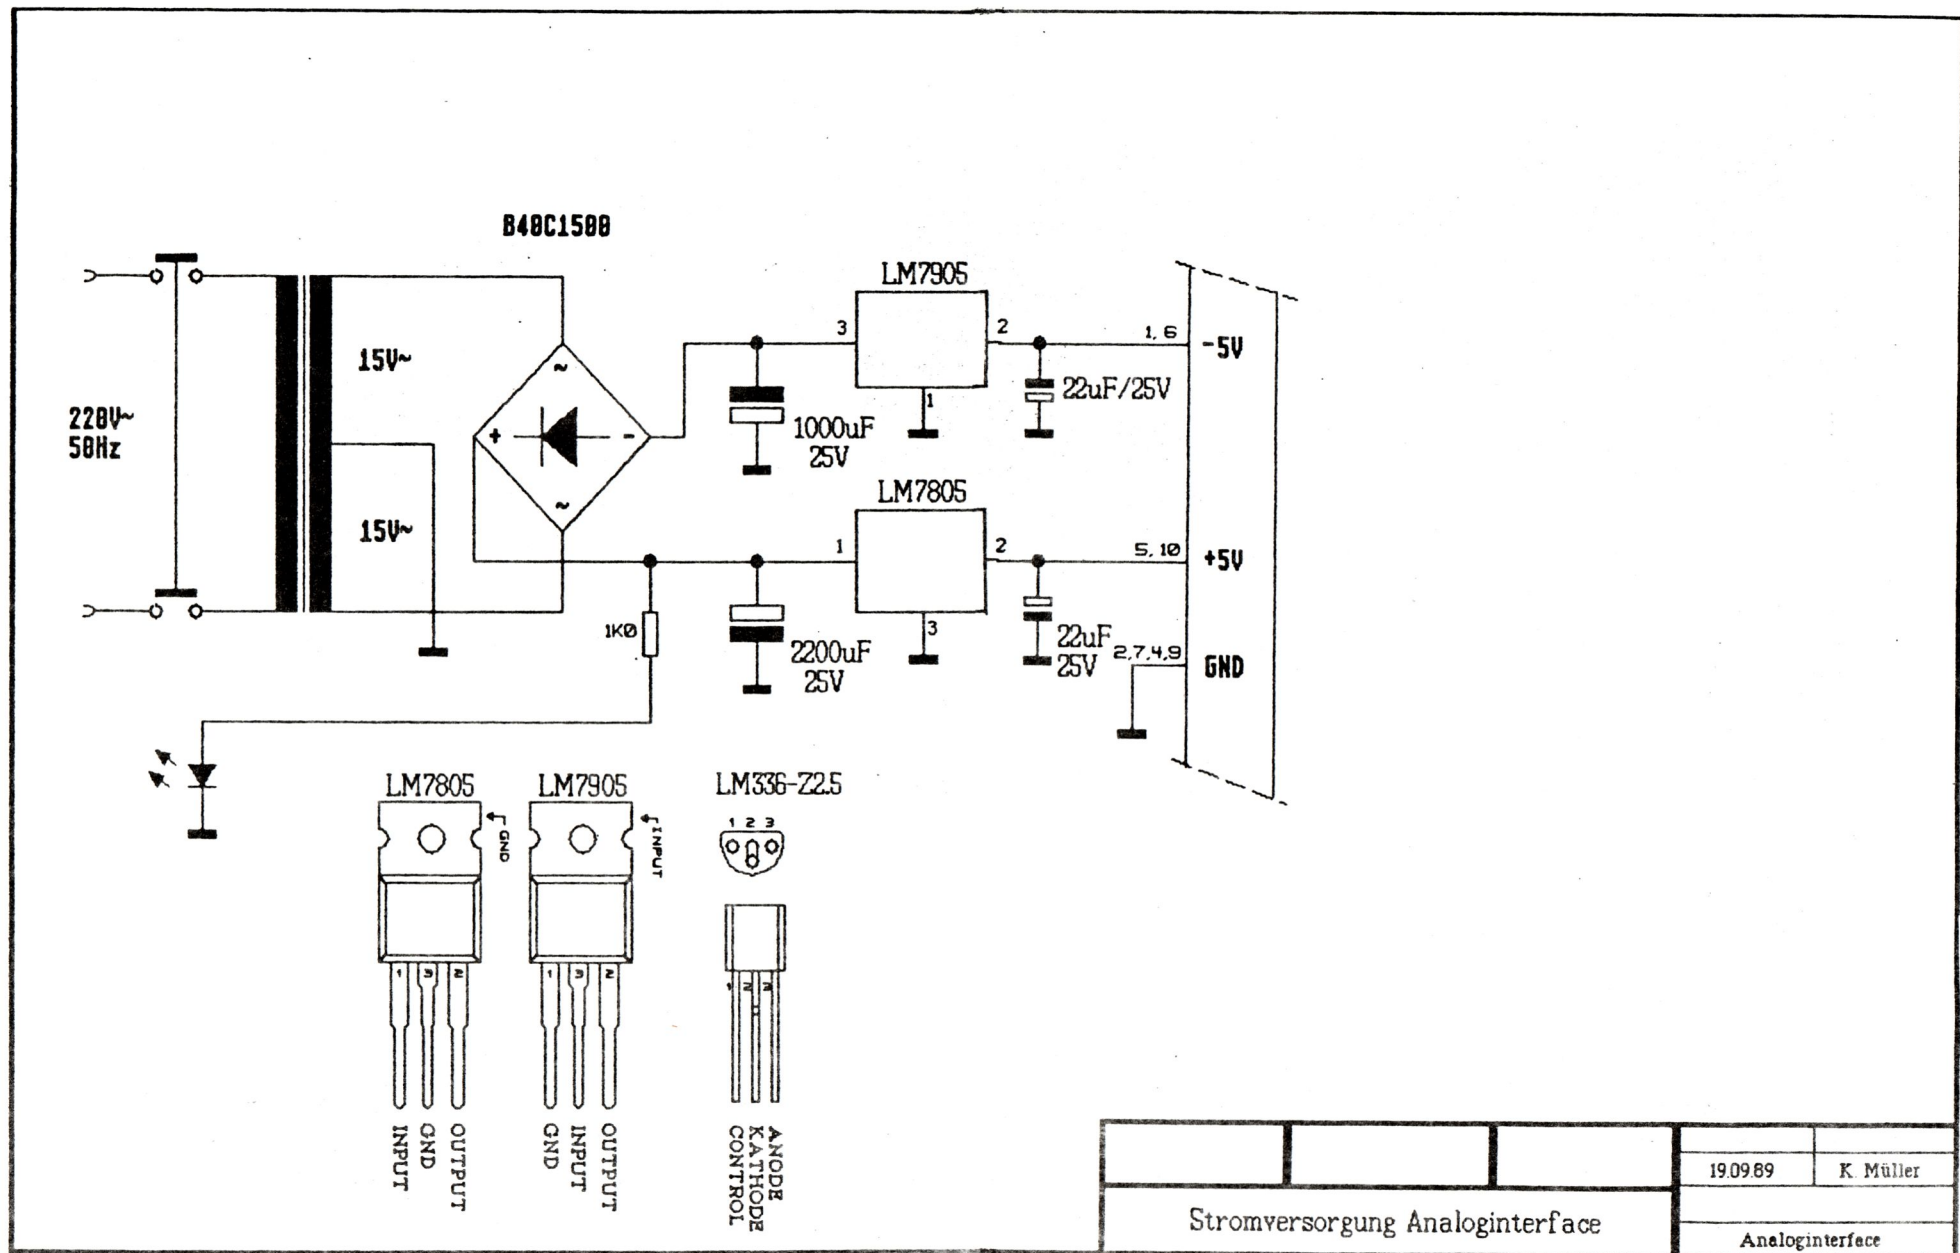 B40C1500
LM7905
3
2
1
1, 6
-5V
22uF/25V
15V~
~
220V~
50Hz
+
-
1000uF
25V
LM7805
15V~
~
1
2
3
5, 10
+5V
1K0
2200uF
25V
22uF
25V
2,7,4,9
GND
LM7805
LM7905
LM336-Z2.5
GND
INPUT
1 2 3
1 3 2
1 3 2
1 2 3
INPUT
GND
OUTPUT
GND
INPUT
OUTPUT
CONTROL
KATHODE
ANODE
19.09.89
K. Müller
Stromversorgung Analoginterface
Analoginterface